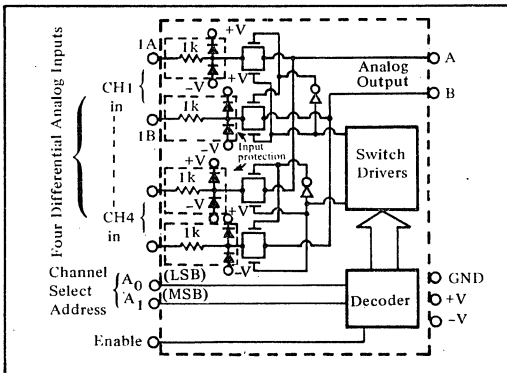 Four Differential Analog Inputs
1A
+V
1k
-V
CH1
in
+V
1k
1B
-V
Input
protection
+V
1k
-V
CH4
in
+V
1k
-V
A
Analog
Output
B
Switch
Drivers
Channel
Select
Address
A0 (LSB)
A1 (MSB)
Enable
Decoder
GND
+V
-V